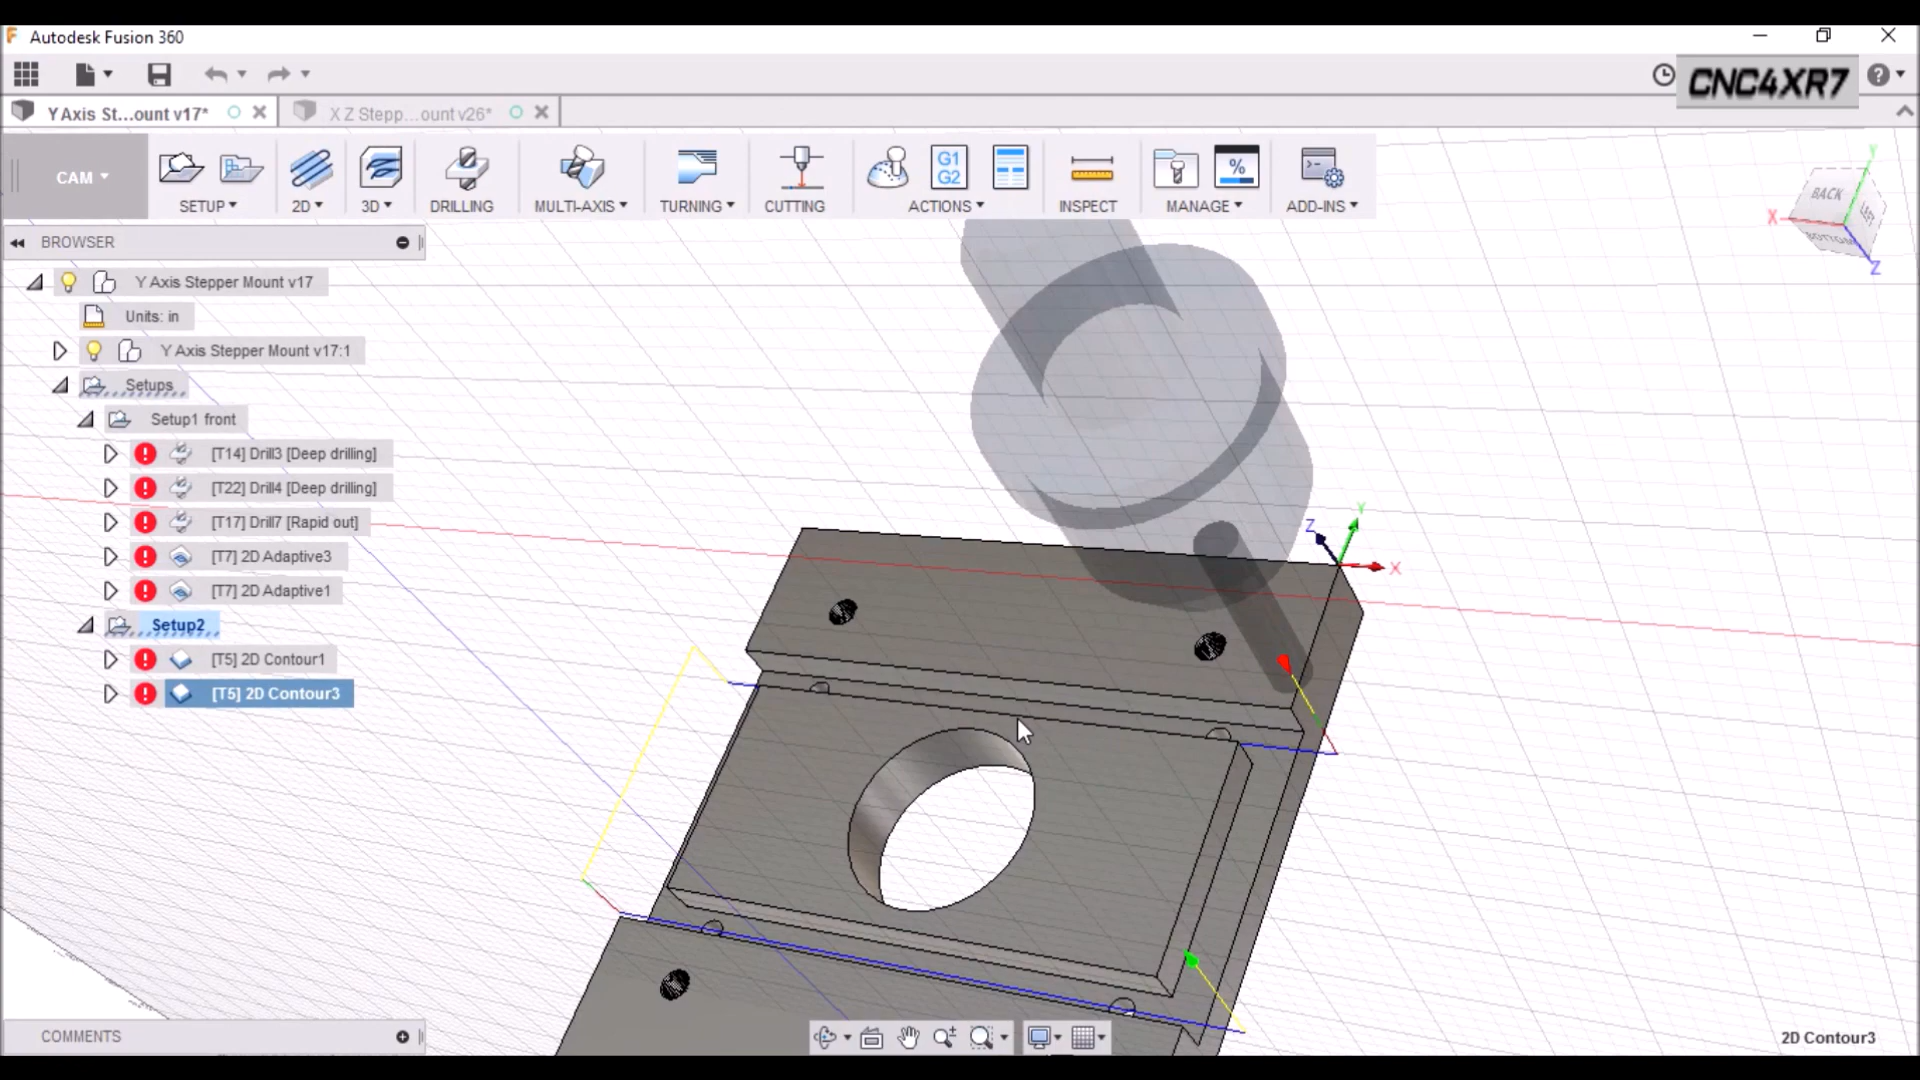 Autodesk Fusion 360
CNC4XR7
Y Axis St...ount v17*
X Z Stepp...ount v26*
CAM
SETUP
2D
3D
DRILLING
MULTI-AXIS
TURNING
CUTTING
G1
G2
ACTIONS
INSPECT
%
MANAGE
ADD-INS
BROWSER
Y Axis Stepper Mount v17
Units: in
Y Axis Stepper Mount v17:1
Setups
Setup1 front
[T14] Drill3 [Deep drilling]
[T22] Drill4 [Deep drilling]
[T17] Drill7 [Rapid out]
[T7] 2D Adaptive3
[T7] 2D Adaptive1
Setup2
[T5] 2D Contour1
[T5] 2D Contour3
Y
BACK
LEFT
X
BOTTOM
Z
Y
Z
X
COMMENTS
2D Contour3